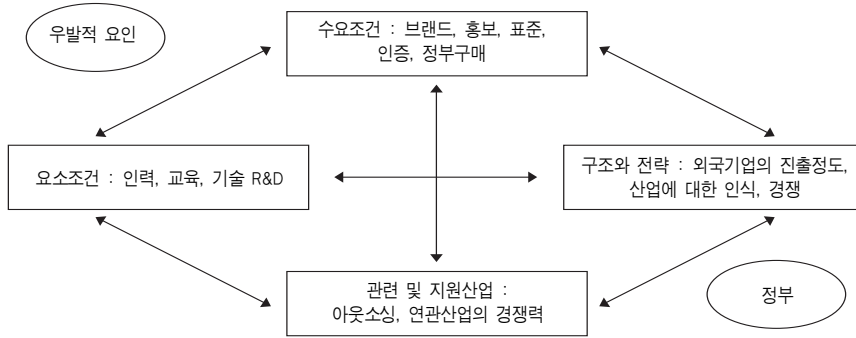 우발적 요인
수요조건 : 브랜드, 홍보, 표준,
인증, 정부구매
요소조건 : 인력, 교육, 기술 R&D
구조와 전략 : 외국기업의 진출정도,
산업에 대한 인식, 경쟁
관련 및 지원산업 :
아웃소싱, 연관산업의 경쟁력
정부